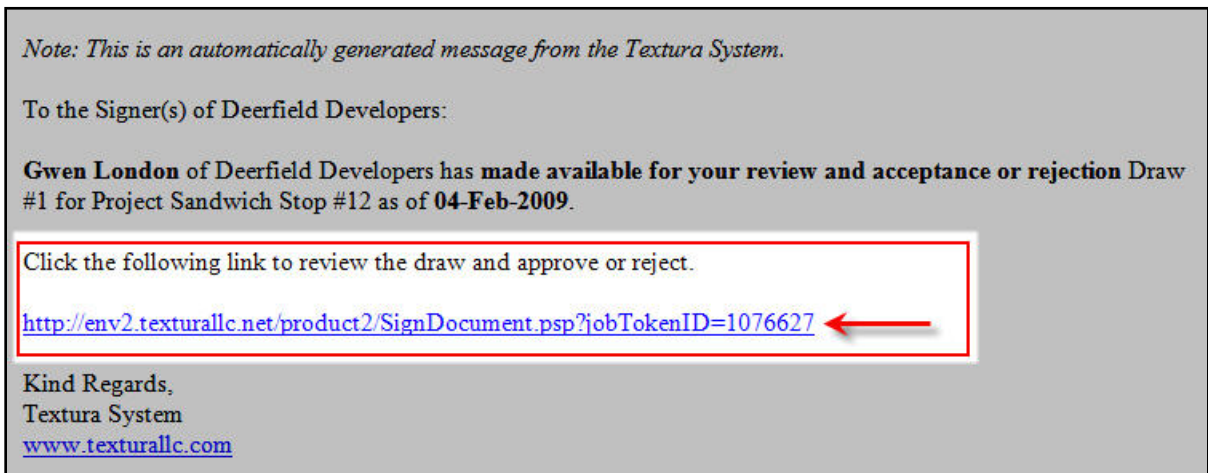 Note: This is an automatically generated message from the Textura System.
To the Signer(s) of Deerfield Developers:
Gwen London of Deerfield Developers has made available for your review and acceptance or rejection Draw
#1 for Project Sandwich Stop #12 as of 04-Feb-2009.
Click the following link to review the draw and approve or reject.
http://env2.texturallc.net/product2/SignDocument.psp?jobTokenID=1076627
Kind Regards,
Textura System
www.texturallc.com